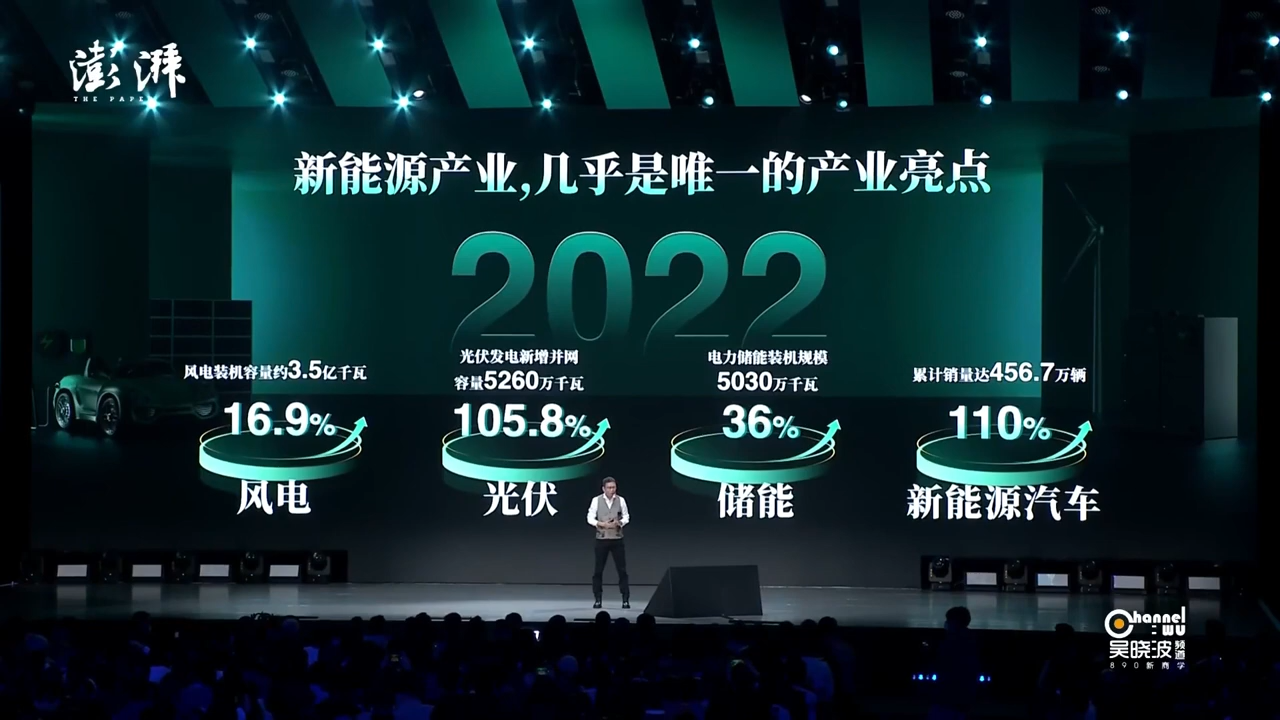 澎湃
THE PAPER
新能源产业,几乎是唯一的产业亮点
2022
风电装机容量约3.5亿千瓦
16.9%
风电
光伏发电新增并网
容量5260万千瓦
105.8%
光伏
电力储能装机规模
5030万千瓦
36%
储能
累计销量达456.7万辆
110%
新能源汽车
Channel
:wu
吴晓波频道
890新商学